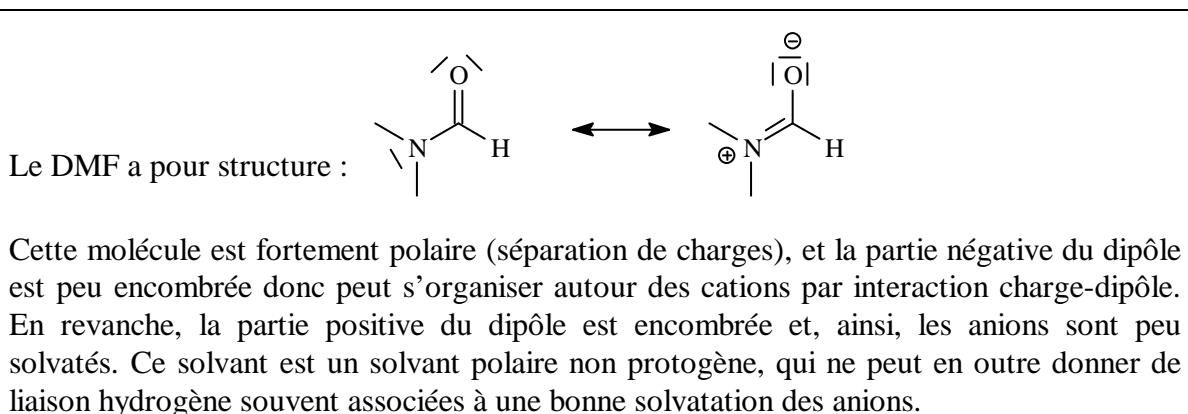 O
N
H
⊖
|O|
N
⊕
H
Le DMF a pour structure :
Cette molécule est fortement polaire (séparation de charges), et la partie négative du dipôle
est peu encombrée donc peut s’organiser autour des cations par interaction charge-dipôle.
En revanche, la partie positive du dipôle est encombrée et, ainsi, les anions sont peu
solvatés. Ce solvant est un solvant polaire non protogène, qui ne peut en outre donner de
liaison hydrogène souvent associées à une bonne solvatation des anions.